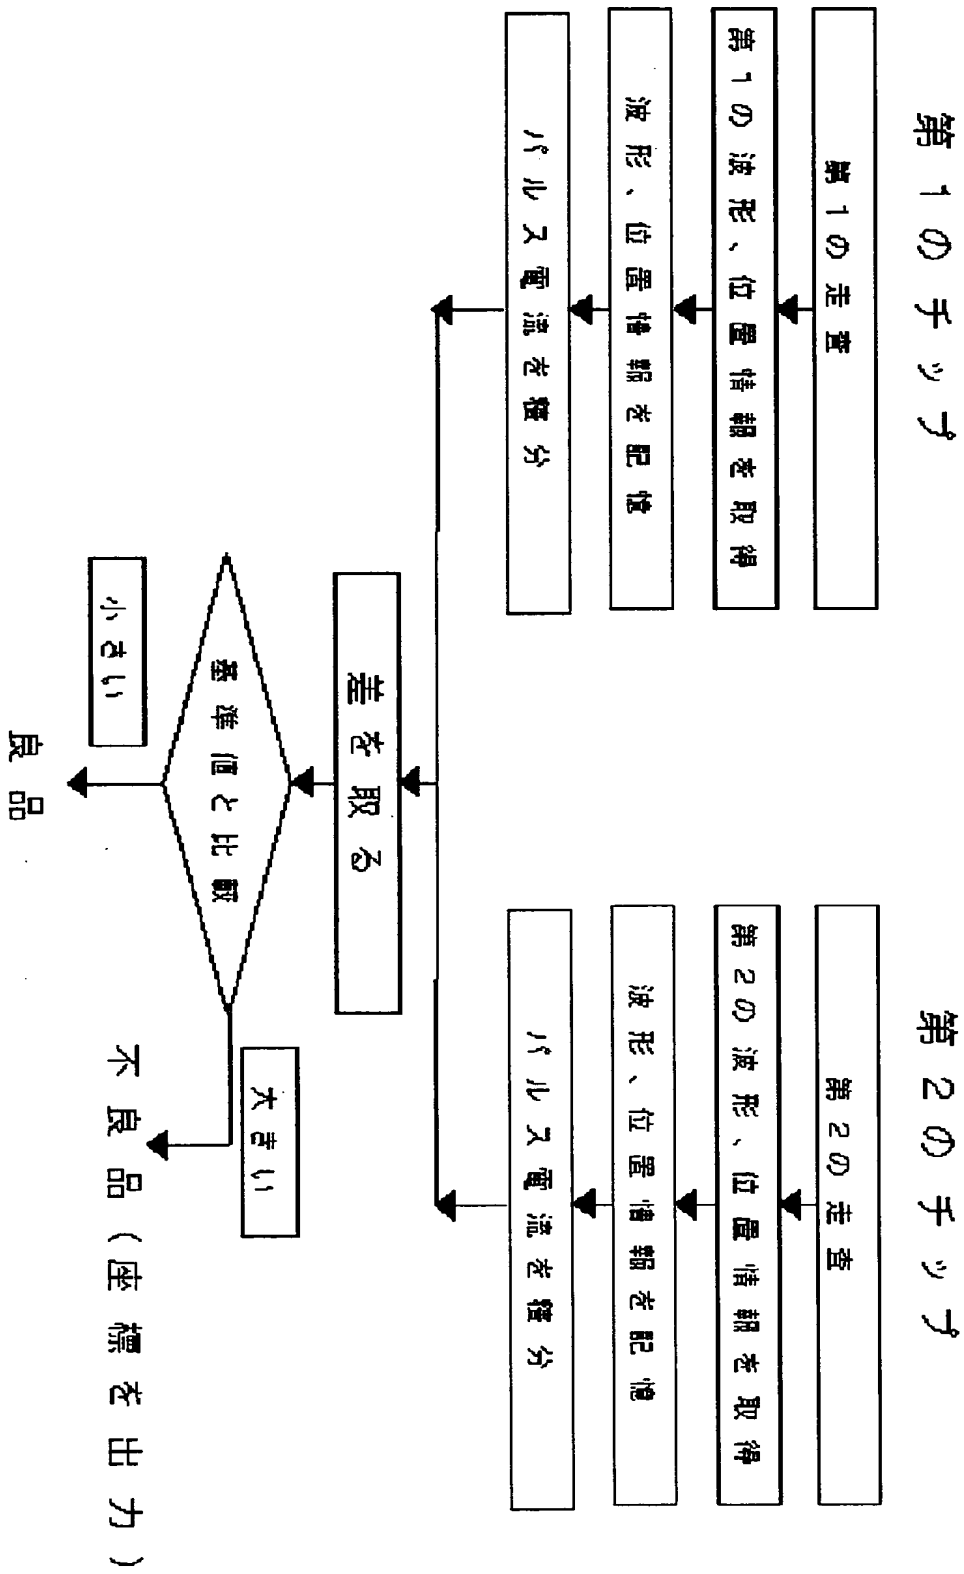 第1のチップ
第1の走査
第1の波形、位置情報を取得
波形、位置情報を記憶
パルス電流を積分
第2のチップ
第2の走査
第2の波形、位置情報を取得
波形、位置情報を記憶
パルス電流を積分
差を取る
基準値と比較
小さい
良品
大きい
不良品(座標を出力)